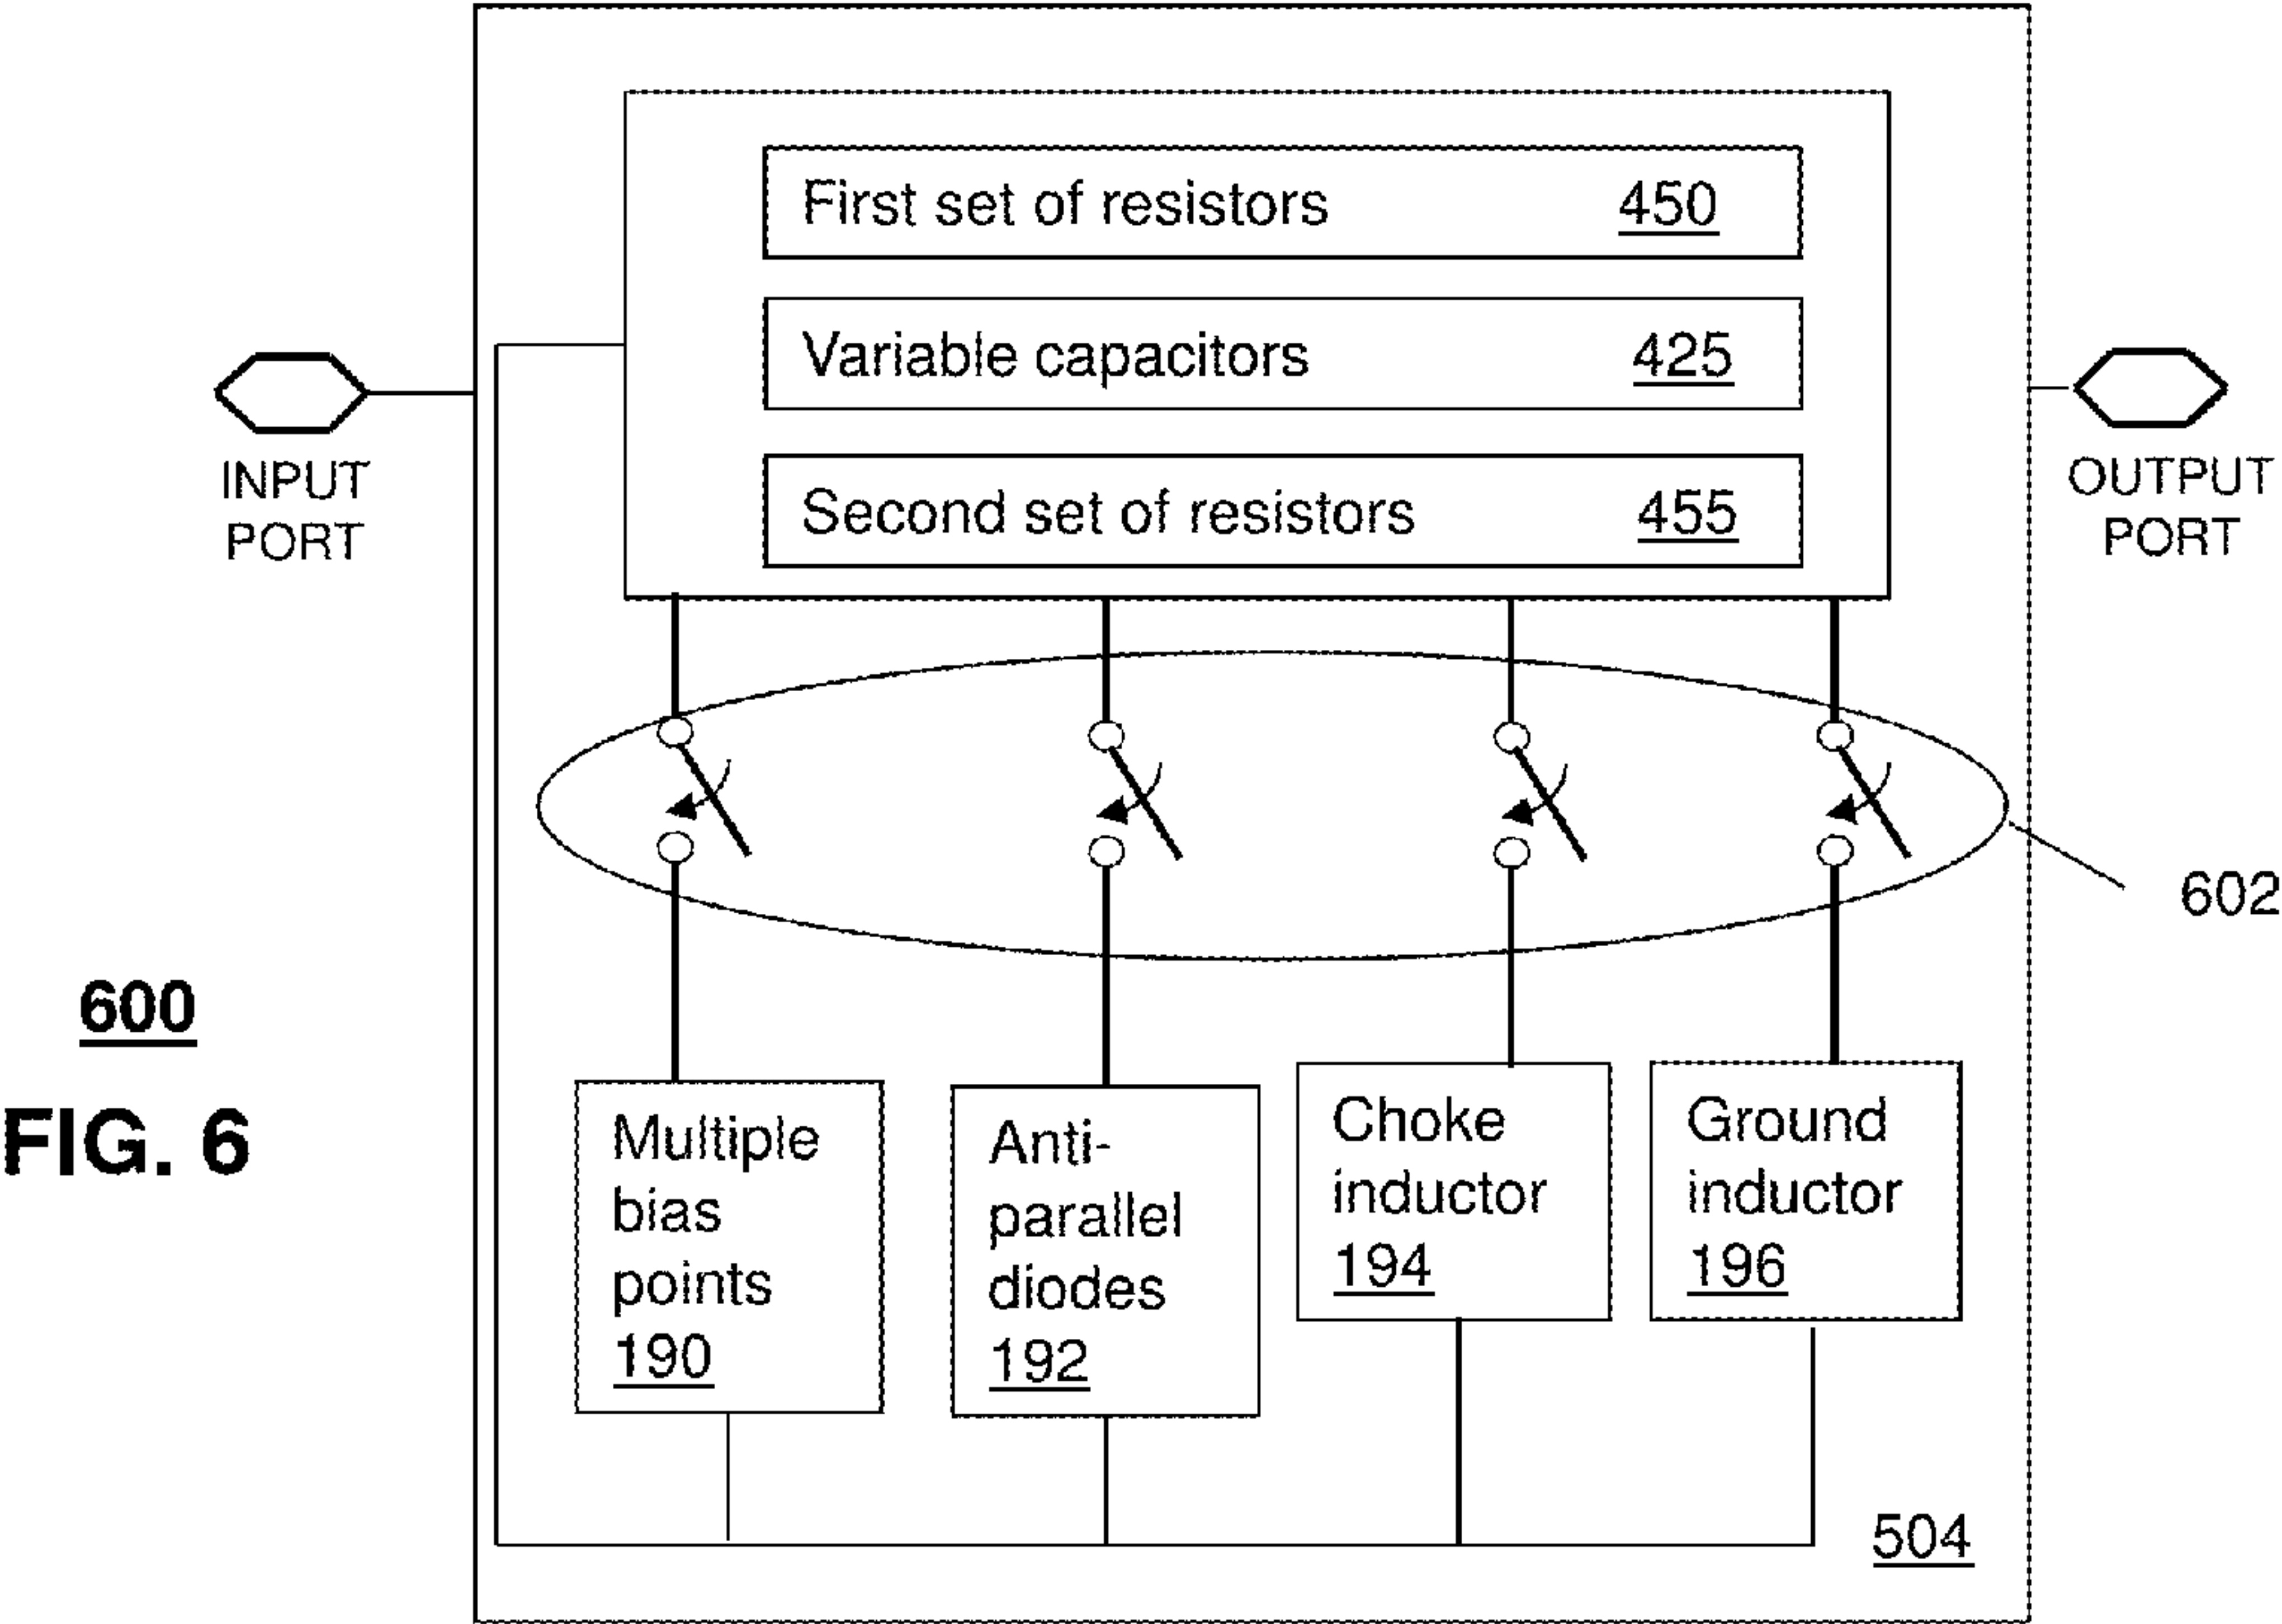 First set of resistors 450
Variable capacitors 425
Second set of resistors 455
INPUT
PORT
OUTPUT
PORT
602
600
FIG. 6
Multiple
bias
points
190
Anti-
parallel
diodes
192
Choke
inductor
194
Ground
inductor
196
504